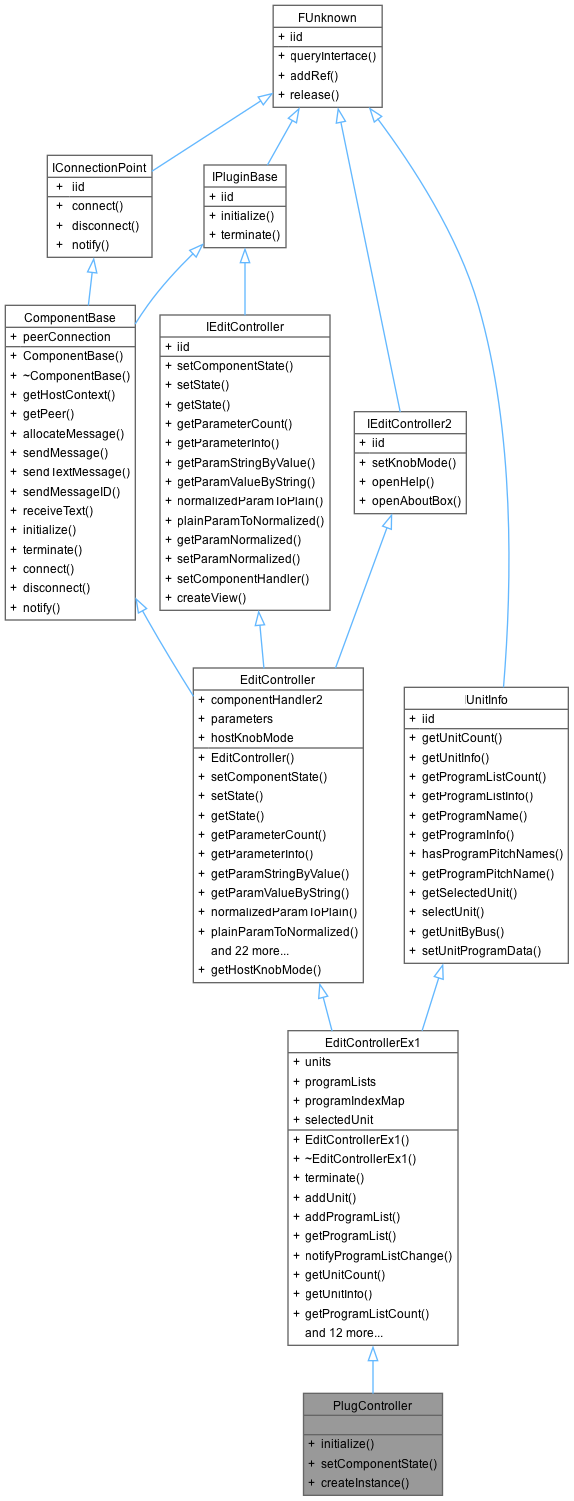 FUnknown
+ iid
+ queryInterface()
+ addRef()
+ release()
IConnectionPoint
+ iid
+ connect()
+ disconnect()
+ notify()
IPluginBase
+ iid
+ initialize()
+ terminate()
ComponentBase
+ peerConnection
+ ComponentBase()
+ ~ComponentBase()
+ getHostContext()
+ getPeer()
+ allocateMessage()
+ sendMessage()
+ sendTextMessage()
+ sendMessageID()
+ receiveText()
+ initialize()
+ terminate()
+ connect()
+ disconnect()
+ notify()
IEditController
+ iid
+ setComponentState()
+ setState()
+ getState()
+ getParameterCount()
+ getParameterInfo()
+ getParamStringByValue()
+ getParamValueByString()
+ normalizedParamToPlain()
+ plainParamToNormalized()
+ getParamNormalized()
+ setParamNormalized()
+ setComponentHandler()
+ createView()
IEditController2
+ iid
+ setKnobMode()
+ openHelp()
+ openAboutBox()
EditController
+ componentHandler2
+ parameters
+ hostKnobMode
+ EditController()
+ setComponentState()
+ setState()
+ getState()
+ getParameterCount()
+ getParameterInfo()
+ getParamStringByValue()
+ getParamValueByString()
+ normalizedParamToPlain()
+ plainParamToNormalized()
and 22 more...
+ getHostKnobMode()
IUnitInfo
+ iid
+ getUnitCount()
+ getUnitInfo()
+ getProgramListCount()
+ getProgramListInfo()
+ getProgramName()
+ getProgramInfo()
+ hasProgramPitchNames()
+ getProgramPitchName()
+ getSelectedUnit()
+ selectUnit()
+ getUnitByBus()
+ setUnitProgramData()
EditControllerEx1
+ units
+ programLists
+ programIndexMap
+ selectedUnit
+ EditControllerEx1()
+ ~EditControllerEx1()
+ terminate()
+ addUnit()
+ addProgramList()
+ getProgramList()
+ notifyProgramListChange()
+ getUnitCount()
+ getUnitInfo()
+ getProgramListCount()
and 12 more...
PlugController
+ initialize()
+ setComponentState()
+ createInstance()